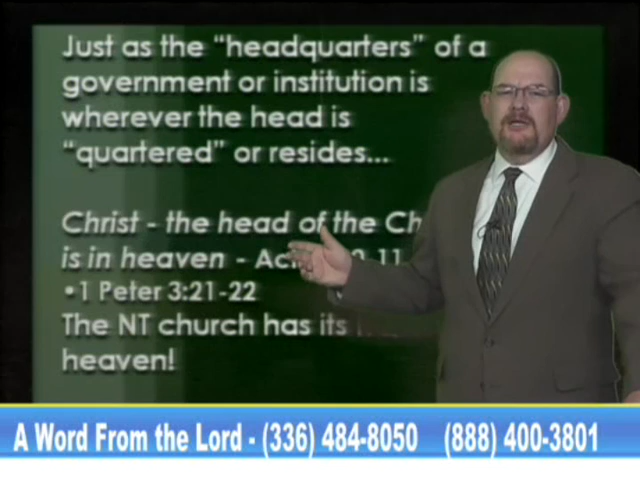 Just as the “headquarters” of a
government or institution is
wherever the head is
“quartered” or resides...
Christ - the head of the Ch
is in heaven - Ac 11
•1 Peter 3:21-22
The NT church has its
heaven!
A Word From the Lord - (336) 484-8050 (888) 400-3801